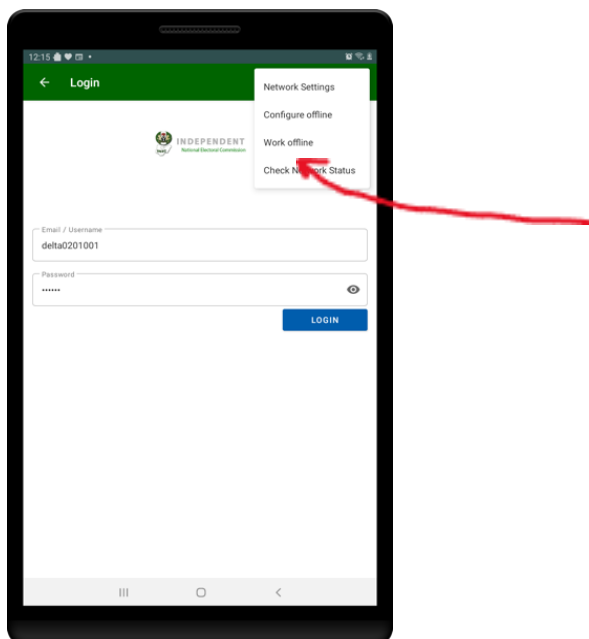 12:15
Login
Network Settings
Configure offline
Work offline
Check Network Status
INDEPENDENT
National Electoral Commission
Email / Username
delta0201001
Password
LOGIN